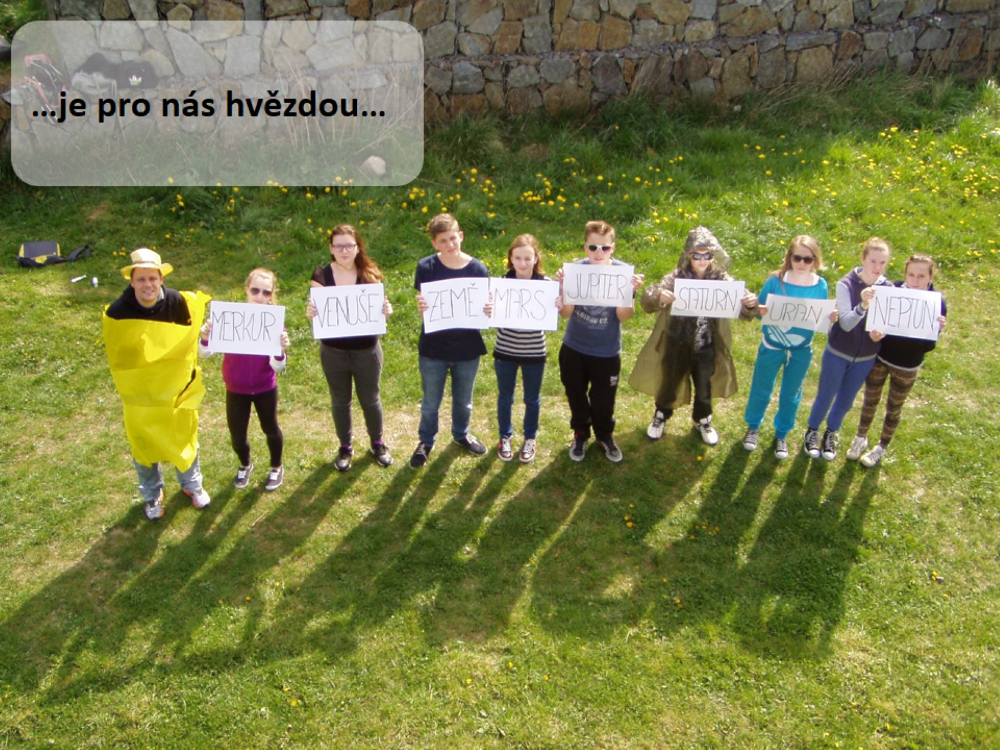 ...je pro nás hvězdou...
MERKUR
VENUŠE
ZEMĚ
MARS
JUPITER
SATURN
URAN
NEPTUN